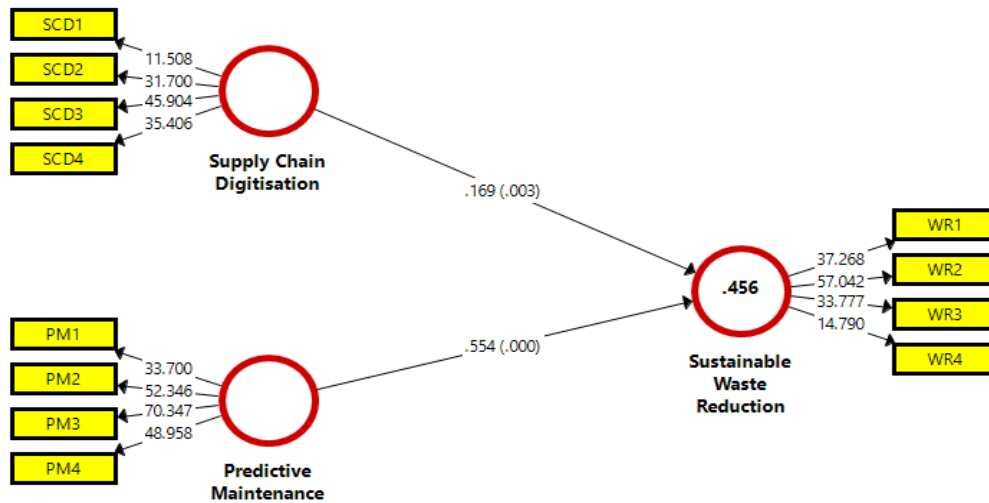 SCD1
SCD2
SCD3
SCD4
11.508
31.700
45.904
35.406
Supply Chain
Digitisation
.169 (.003)
PM1
PM2
PM3
PM4
33.700
52.346
70.347
48.958
Predictive
Maintenance
.554 (.000)
.456
Sustainable
Waste
Reduction
37.268
57.042
33.777
14.790
WR1
WR2
WR3
WR4